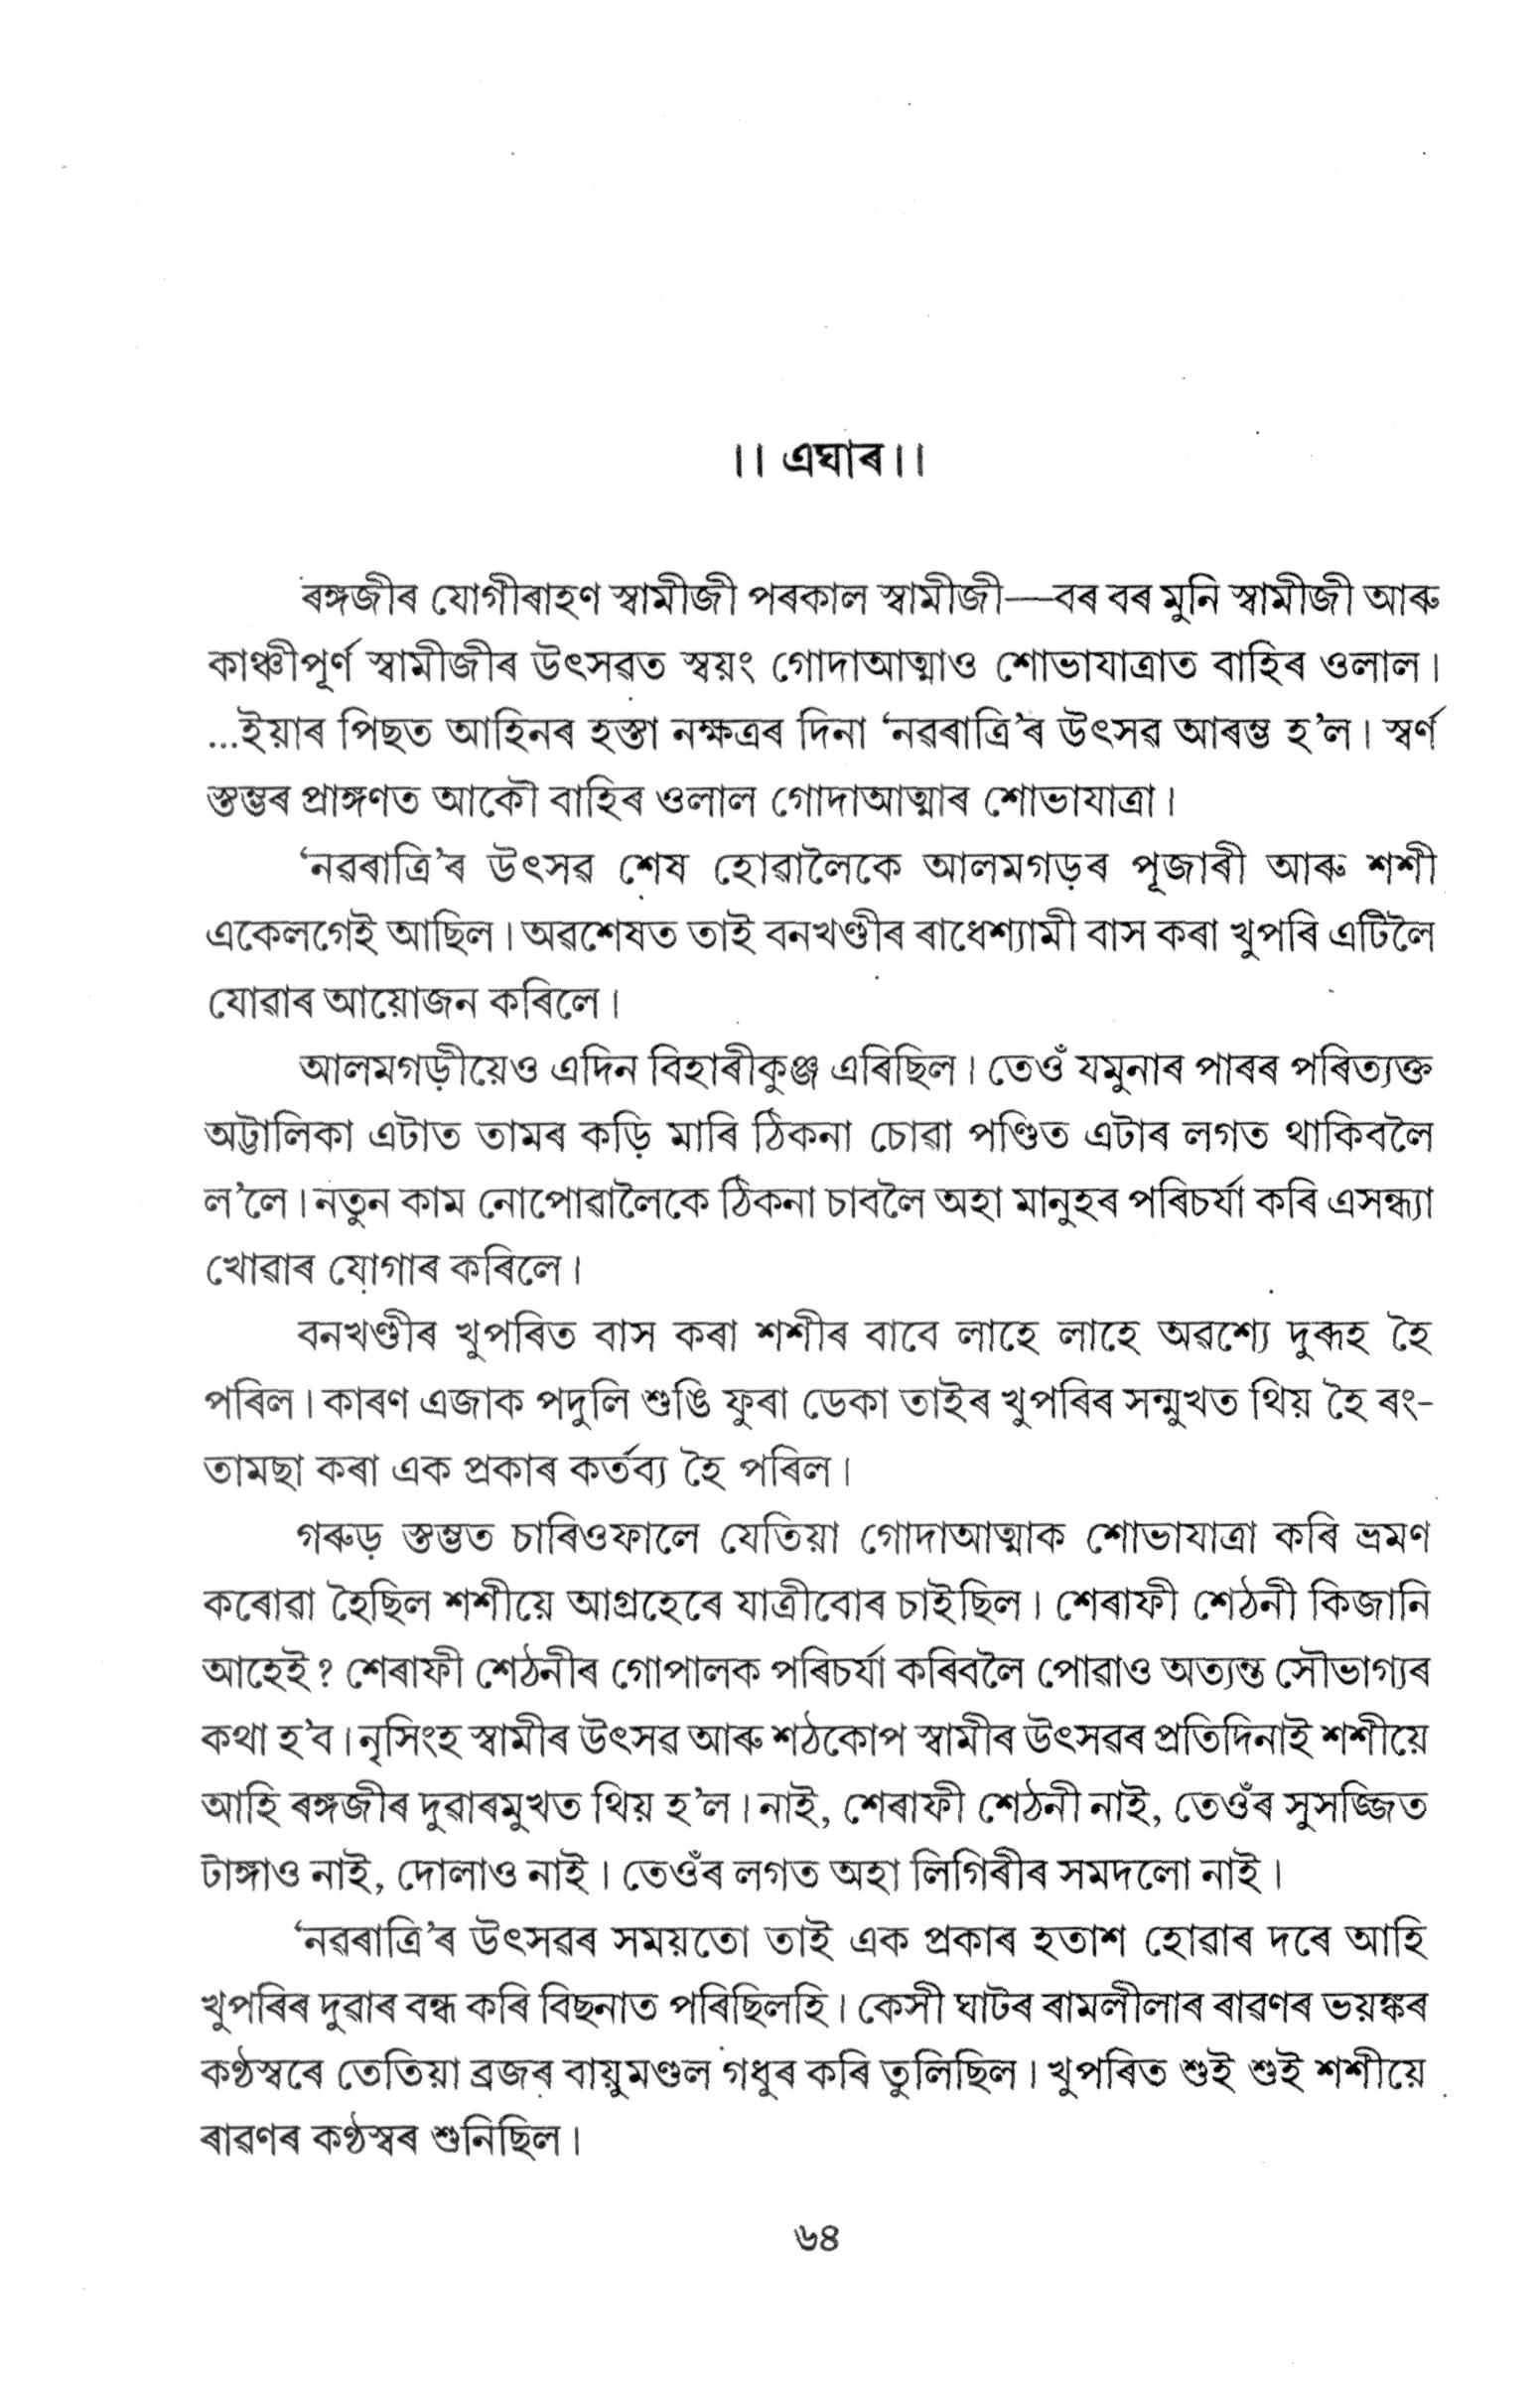 ।। এঘাৰ।।
ৰঙ্গজীৰ যোগীৰাহণ স্বামীজী পৰকাল স্বামীজী—বৰ বৰ মুনি স্বামীজী আৰু
কাঞ্চীপূৰ্ণ স্বামীজীৰ উৎসৱত স্বয়ং গোদাআত্মাও শোভাযাত্ৰাত বাহিৰ ওলাল।
...ইয়াৰ পিছত আহিনৰ হস্তা নক্ষত্ৰৰ দিনা ‘নৱৰাত্ৰি’ৰ উৎসৱ আৰম্ভ হ’ল। স্বৰ্ণ
স্তম্ভৰ প্ৰাঙ্গণত আকৌ বাহিৰ ওলাল গোদাআত্মাৰ শোভাযাত্ৰা।
‘নৱৰাত্ৰি’ৰ উৎসৱ শেষ হোৱালৈকে আলমগড়ৰ পূজাৰী আৰু শশী
একেলগেই আছিল। অৱশেষত তাই বনখণ্ডীৰ ৰাধেশ্যামী বাস কৰা খুপৰি এটিলৈ
যোৱাৰ আয়োজন কৰিলে।
আলমগড়ীয়েও এদিন বিহাৰীকুঞ্জ এৰিছিল। তেওঁ যমুনাৰ পাৰৰ পৰিত্যক্ত
অট্টালিকা এটাত তামৰ কড়ি মাৰি ঠিকনা চোৱা পণ্ডিত এটাৰ লগত থাকিবলৈ
ল’লে। নতুন কাম নোপোৱালৈকে ঠিকনা চাবলৈ অহা মানুহৰ পৰিচৰ্যা কৰি এসন্ধ্যা
খোৱাৰ যোগাৰ কৰিলে।
বনখণ্ডীৰ খুপৰিত বাস কৰা শশীৰ বাবে লাহে লাহে অৱশ্যে দুৰূহ হৈ
পৰিল। কাৰণ এজাক পদুলি শুঙি ফুৰা ডেকা তাইৰ খুপৰিৰ সন্মুখত থিয় হৈ ৰং-
তামছা কৰা এক প্ৰকাৰ কৰ্তব্য হৈ পৰিল।
গৰুড় স্তম্ভত চাৰিওফালে যেতিয়া গোদাআত্মাক শোভাযাত্ৰা কৰি ভ্ৰমণ
কৰোৱা হৈছিল শশীয়ে আগ্ৰহেৰে যাত্ৰীবোৰ চাইছিল। শেৰাফী শেঠনী কিজানি
আহেই? শেৰাফী শেঠনীৰ গোপালক পৰিচৰ্যা কৰিবলৈ পোৱাও অত্যন্ত সৌভাগ্যৰ
কথা হ’ব। নৃসিংহ স্বামীৰ উৎসৱ আৰু শঠকোপ স্বামীৰ উৎসৱৰ প্ৰতিদিনাই শশীয়ে
আহি ৰঙ্গজীৰ দুৱাৰমুখত থিয় হ’ল। নাই, শেৰাফী শেঠনী নাই, তেওঁৰ সুসজ্জিত
টাঙ্গাও নাই, দোলাও নাই। তেওঁৰ লগত অহা লিগিৰীৰ সমদলো নাই।
‘নৱৰাত্ৰি’ৰ উৎসৱৰ সময়তো তাই এক প্ৰকাৰ হতাশ হোৱাৰ দৰে আহি
খুপৰিৰ দুৱাৰ বন্ধ কৰি বিছনাত পৰিছিলহি। কেসী ঘাটৰ ৰামলীলাৰ ৰাৱণৰ ভয়ঙ্কৰ
কণ্ঠস্বৰে তেতিয়া ব্ৰজৰ বায়ুমণ্ডল গধুৰ কৰি তুলিছিল। খুপৰিত শুই শুই শশীয়ে
ৰাৱণৰ কণ্ঠস্বৰ শুনিছিল।
৬৪